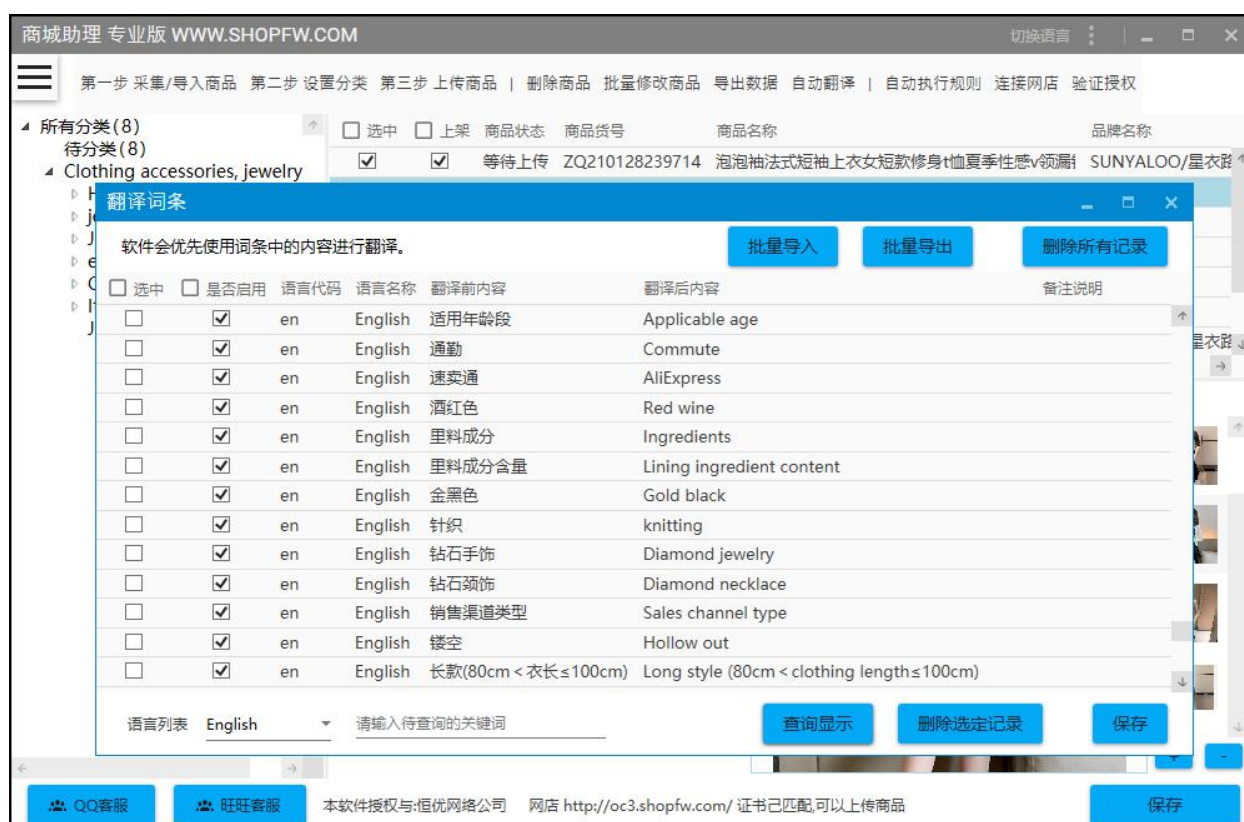 商城助理 专业版 WWW.SHOPFW.COM 切换语言
第一步 采集/导入商品 第二步 设置分类 第三步 上传商品 | 删除商品 批量修改商品 导出数据 自动翻译 | 自动执行规则 连接网店 验证授权
所有分类(8)
待分类(8)
Clothing accessories, jewelry
选中 上架 商品状态 商品货号 商品名称 品牌名称
等待上传 ZQ210128239714 泡泡袖法式短袖上衣女短款修身t恤夏季性感v领漏 SUNYALOO/星衣路
翻译词条
软件会优先使用词条中的内容进行翻译。 批量导入 批量导出 删除所有记录
选中 是否启用 语言代码 语言名称 翻译前内容 翻译后内容 备注说明
en English 适用年龄段 Applicable age
en English 通勤 Commute
en English 速卖通 AliExpress
en English 酒红色 Red wine
en English 里料成分 Ingredients
en English 里料成分含量 Lining ingredient content
en English 金黑色 Gold black
en English 针织 knitting
en English 钻石手饰 Diamond jewelry
en English 钻石颈饰 Diamond necklace
en English 销售渠道类型 Sales channel type
en English 镂空 Hollow out
en English 长款(80cm < 衣长≤100cm) Long style (80cm < clothing length≤100cm)
星衣路
语言列表 English 请输入待查询的关键词 查询显示 删除选定记录 保存
+ -
QQ客服 旺旺客服 本软件授权与:恒优网络公司 网店 http://oc3.shopfw.com/ 证书己匹配,可以上传商品 保存